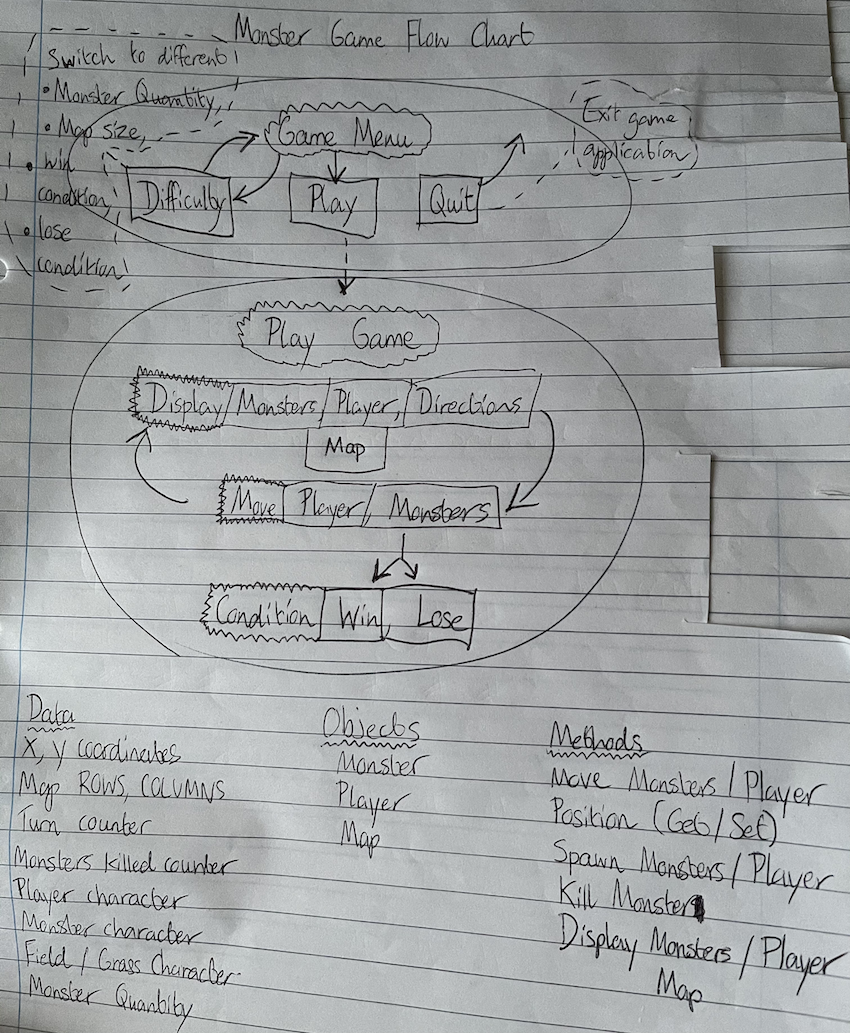 Monster Game Flow Chart
Switch to different
• Monster Quantity,
• Map size,
• win
condition,
• lose
condition
Game Menu
Exit game
application
Difficulty
Play
Quit
Play Game
Display/Monsters/Player, Directions
Map
Move Player/Monsters
Condition Win, Lose
Data
X, Y coordinates
Map ROWS, COLUMNS
Turn counter
Monsters killed counter
Player character
Monster character
Field / Grass Character
Monster Quantity
Objects
Monster
Player
Map
Methods
Move Monsters / Player
Position (Get / Set)
Spawn Monsters / Player
Kill Monster
Display Monsters / Player
Map